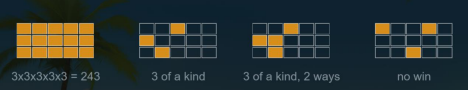 3x3x3x3x3 = 243
3 of a kind
3 of a kind, 2 ways
no win